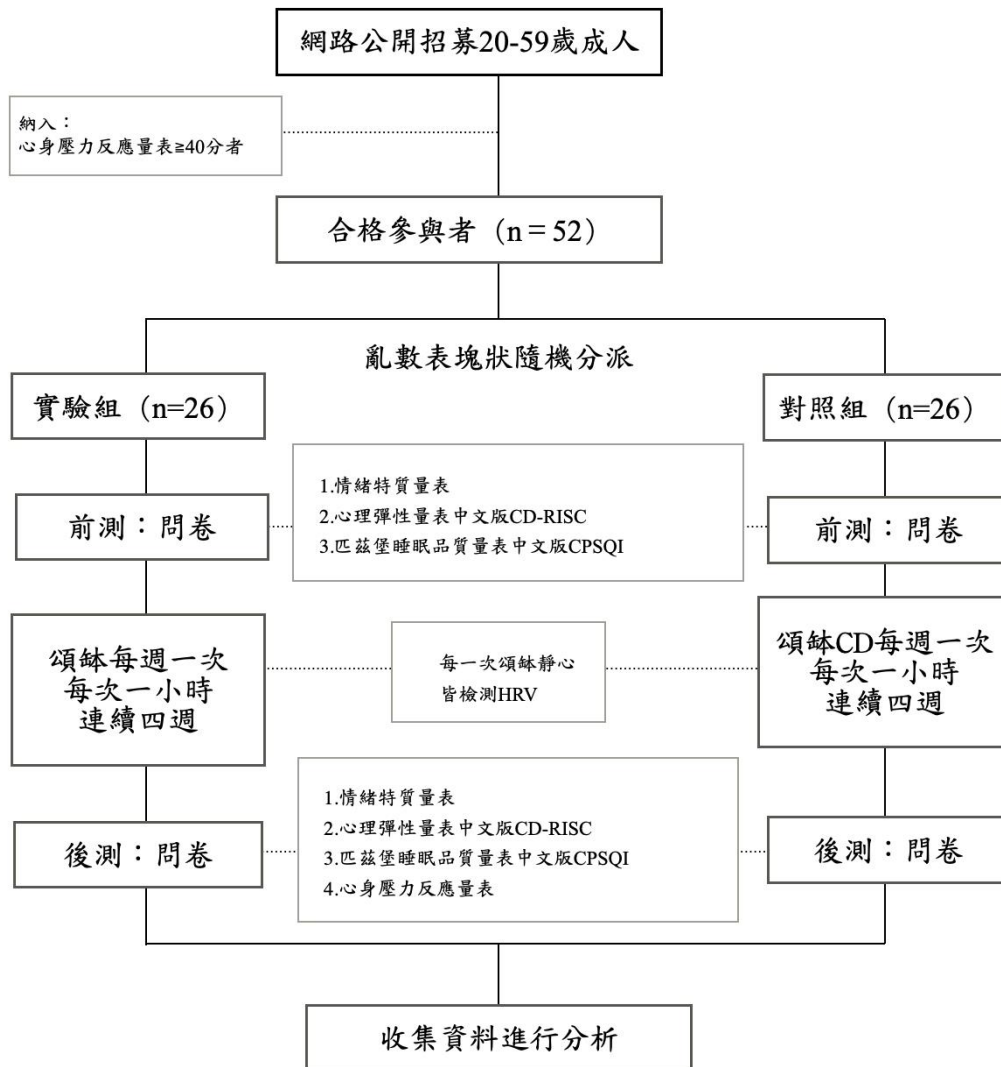 網路公開招募20-59歲成人
納入：
心身壓力反應量表≧40分者
合格參與者（n = 52）
亂數表塊狀隨機分派
實驗組（n=26）
對照組（n=26）
1.情緒特質量表
2.心理彈性量表中文版CD-RISC
3.匹茲堡睡眠品質量表中文版CPSQI
前測：問卷
前測：問卷
頌缽每週一次
每次一小時
連續四週
每一次頌缽靜心
皆檢測HRV
頌缽CD每週一次
每次一小時
連續四週
1.情緒特質量表
2.心理彈性量表中文版CD-RISC
3.匹茲堡睡眠品質量表中文版CPSQI
4.心身壓力反應量表
後測：問卷
後測：問卷
收集資料進行分析